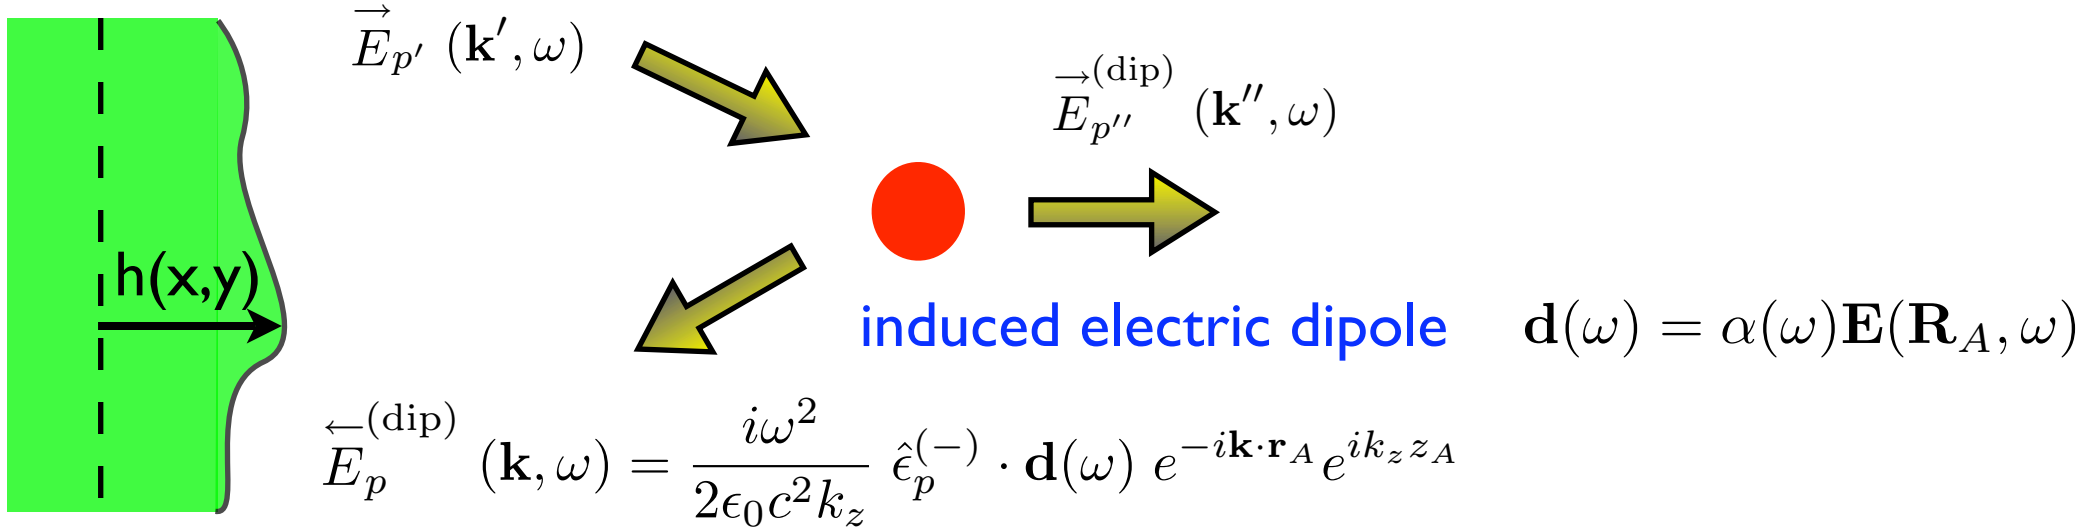 $\overrightarrow{E}_{p'}(\mathbf{k}', \omega)$
$\overrightarrow{E}_{p''}^{(\mathrm{dip})}(\mathbf{k}'', \omega)$
h(x,y)
induced electric dipole $\mathbf{d}(\omega) = \alpha(\omega)\mathbf{E}(\mathbf{R}_A, \omega)$
$\overleftarrow{E}_{p}^{(\mathrm{dip})}(\mathbf{k}, \omega) = \frac{i\omega^2}{2\epsilon_0 c^2 k_z} \hat{\epsilon}_p^{(-)} \cdot \mathbf{d}(\omega) \, e^{-i\mathbf{k}\cdot\mathbf{r}_A} e^{ik_z z_A}$